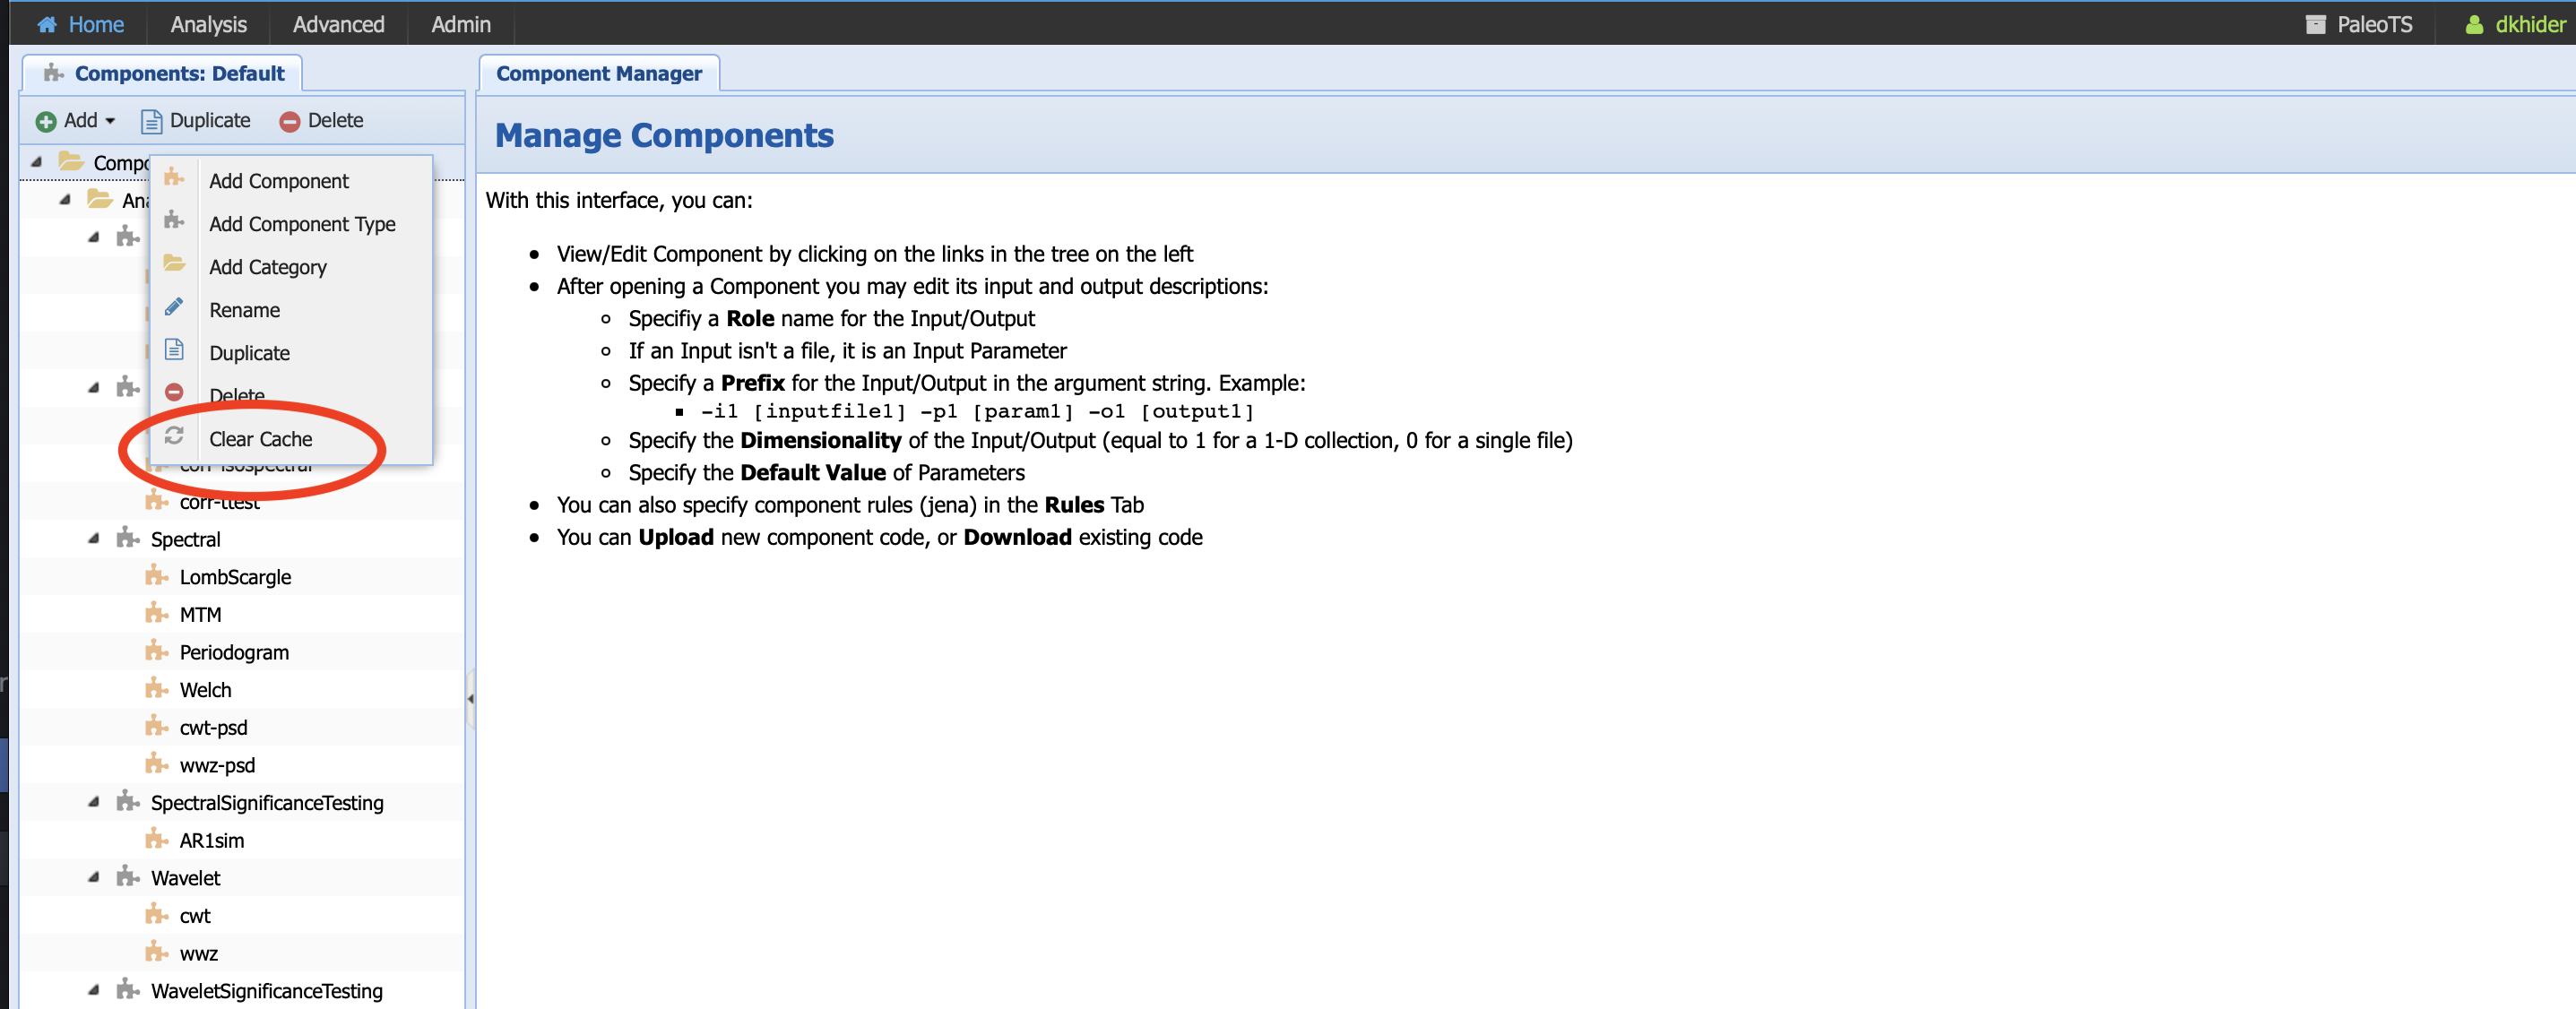 Home Analysis Advanced Admin PaleoTS dkhider
Components: Default
Component Manager
Add Duplicate Delete
Manage Components
Add Component
Add Component Type
Add Category
Rename
Duplicate
Delete
Clear Cache
corr-isospectral
corr-ttest
Spectral
LombScargle
MTM
Periodogram
Welch
cwt-psd
wwz-psd
SpectralSignificanceTesting
AR1sim
Wavelet
cwt
wwz
WaveletSignificanceTesting
With this interface, you can:
• View/Edit Component by clicking on the links in the tree on the left
• After opening a Component you may edit its input and output descriptions:
◦ Specifiy a Role name for the Input/Output
◦ If an Input isn't a file, it is an Input Parameter
◦ Specify a Prefix for the Input/Output in the argument string. Example:
▪ -i1 [inputfile1] -p1 [param1] -o1 [output1]
◦ Specify the Dimensionality of the Input/Output (equal to 1 for a 1-D collection, 0 for a single file)
◦ Specify the Default Value of Parameters
• You can also specify component rules (jena) in the Rules Tab
• You can Upload new component code, or Download existing code